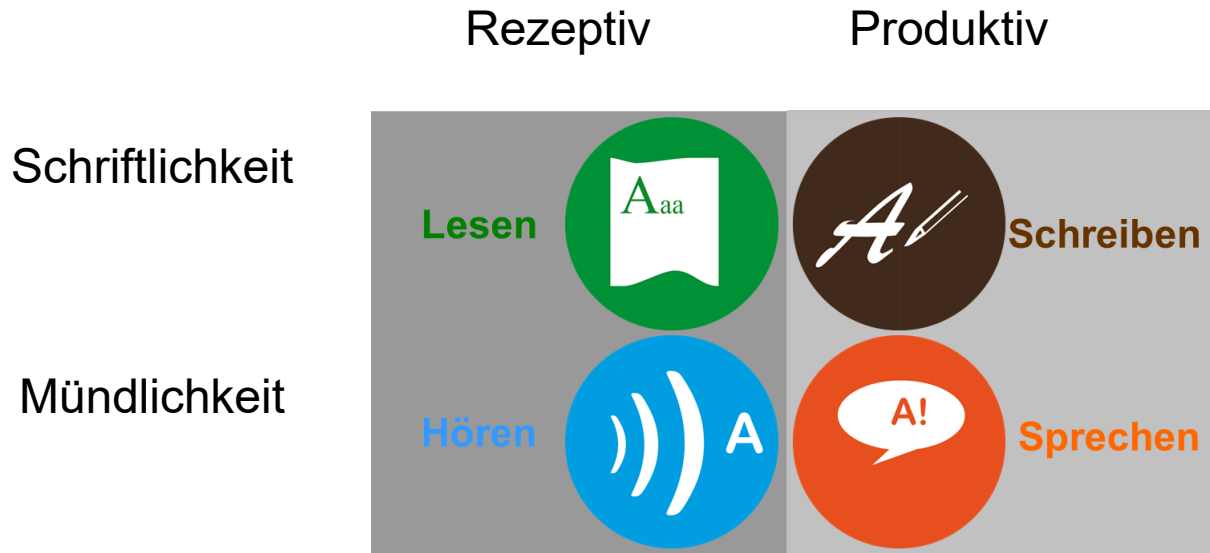 Rezeptiv Produktiv
Schriftlichkeit
Lesen
Aaa
A
Schreiben
Mündlichkeit
Hören
A
A!
Sprechen